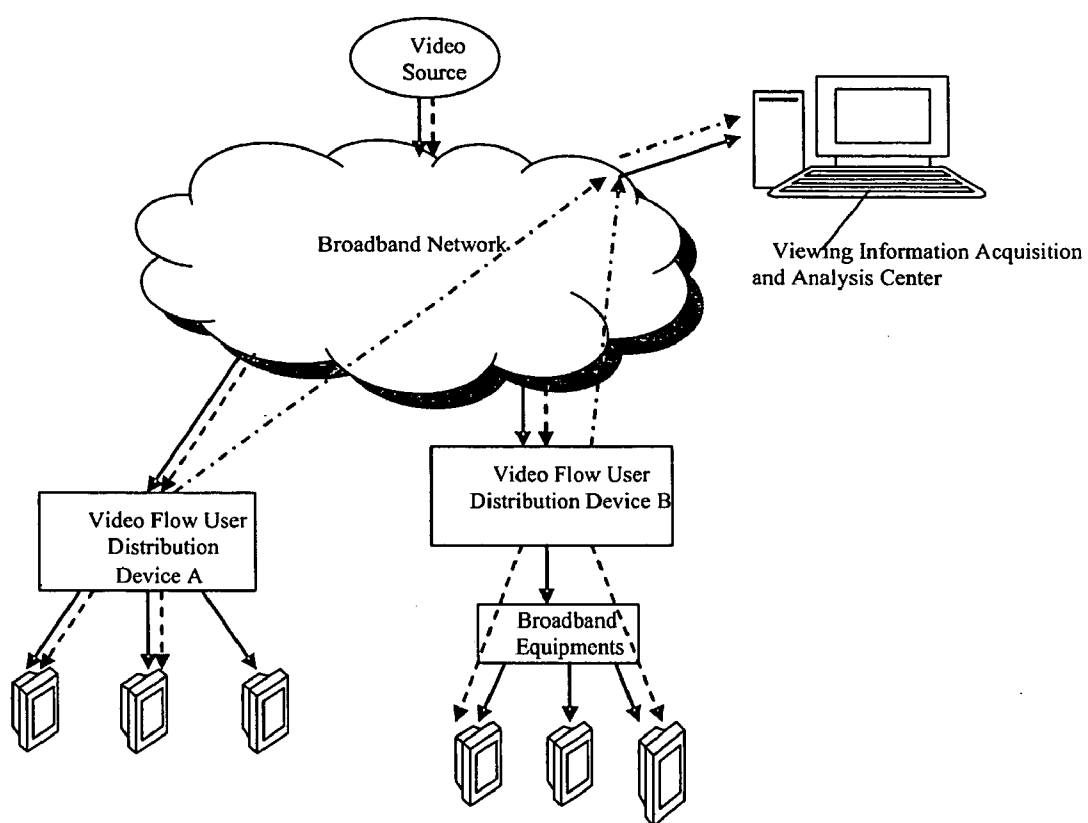 Video
Source
Broadband Network
Viewing Information Acquisition
and Analysis Center
Video Flow User
Distribution Device B
Video Flow User
Distribution
Device A
Broadband
Equipments